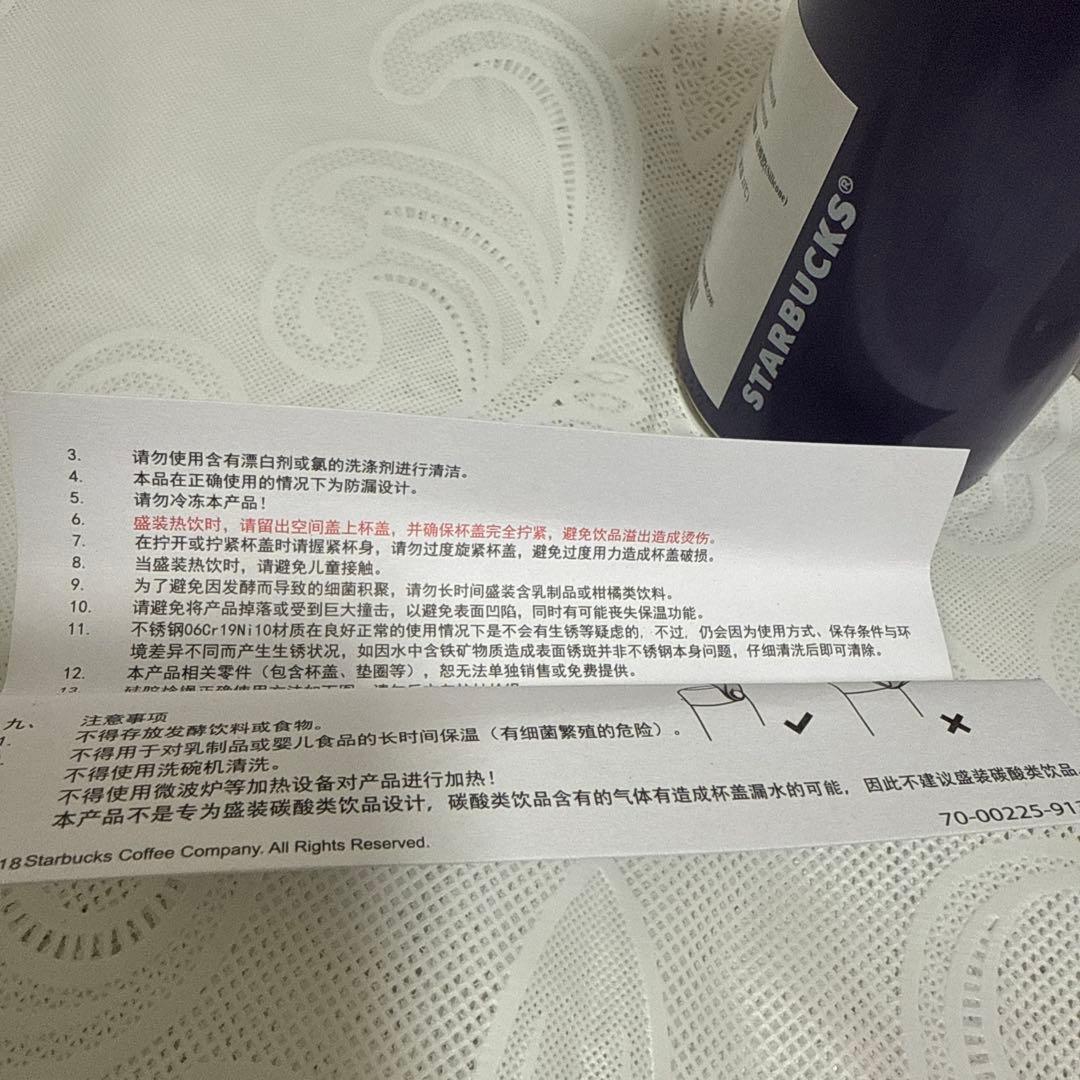 (Silicone)
STARBUCKS®
3. 请勿使用含有漂白剂或氯的洗涤剂进行清洁。
4. 本品在正确使用的情况下为防漏设计。
5. 请勿冷冻本产品！
6. 盛装热饮时，请留出空间盖上杯盖，并确保杯盖完全拧紧，避免饮品溢出造成烫伤。
7. 在拧开或拧紧杯盖时请握紧杯身，请勿过度旋紧杯盖，避免过度用力造成杯盖破损。
8. 当盛装热饮时，请避免儿童接触。
9. 为了避免因发酵而导致的细菌积聚，请勿长时间盛装含乳制品或柑橘类饮料。
10. 请避免将产品掉落或受到巨大撞击，以避免表面凹陷，同时有可能丧失保温功能。
11. 不锈钢06Cr19Ni10材质在良好正常的使用情况下是不会有生锈等疑虑的，不过，仍会因为使用方式、保存条件与环
境差异不同而产生生锈状况，如因水中含铁矿物质造成表面锈斑并非不锈钢本身问题，仔细清洗后即可清除。
12. 本产品相关零件（包含杯盖、垫圈等），恕无法单独销售或免费提供。
九、 注意事项
不得存放发酵饮料或食物。
不得用于对乳制品或婴儿食品的长时间保温（有细菌繁殖的危险）。
不得使用洗碗机清洗。
不得使用微波炉等加热设备对产品进行加热！
本产品不是专为盛装碳酸类饮品设计，碳酸类饮品含有的气体有造成杯盖漏水的可能，因此不建议盛装碳酸类饮品
70-00225-91
18 Starbucks Coffee Company. All Rights Reserved.